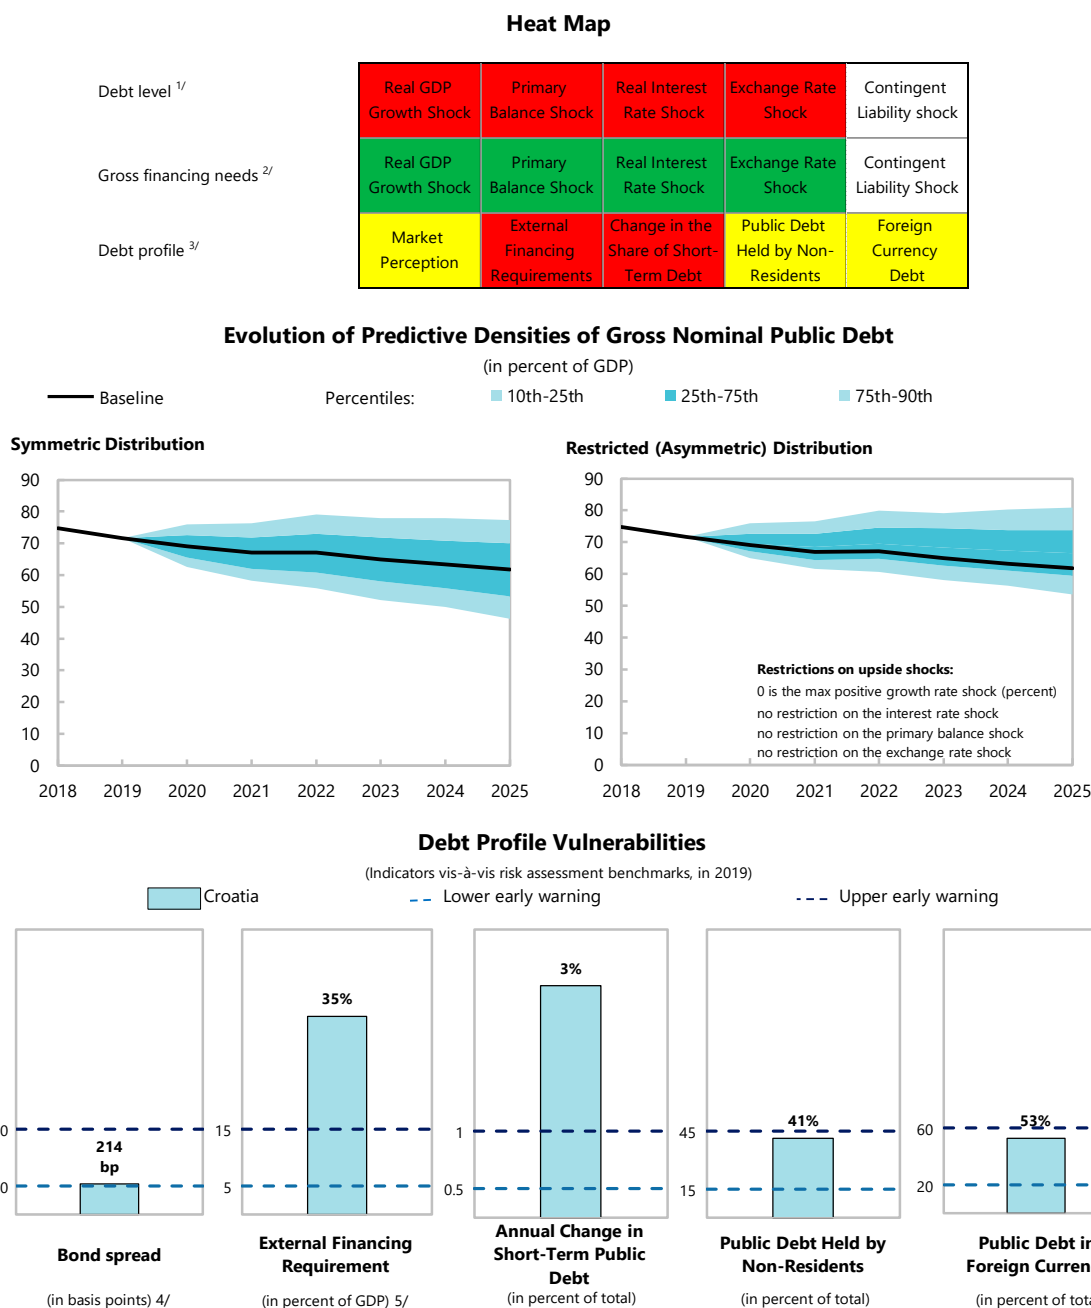 Heat Map
Debt level 1/
Real GDP Growth Shock
Primary Balance Shock
Real Interest Rate Shock
Exchange Rate Shock
Contingent Liability shock
Gross financing needs 2/
Real GDP Growth Shock
Primary Balance Shock
Real Interest Rate Shock
Exchange Rate Shock
Contingent Liability Shock
Debt profile 3/
Market Perception
External Financing Requirements
Change in the Share of Short-Term Debt
Public Debt Held by Non-Residents
Foreign Currency Debt
Evolution of Predictive Densities of Gross Nominal Public Debt
(in percent of GDP)
Baseline Percentiles: 10th-25th 25th-75th 75th-90th
Symmetric Distribution
90
80
70
60
50
40
30
20
10
0
2018 2019 2020 2021 2022 2023 2024 2025
Restricted (Asymmetric) Distribution
90
80
70
60
50
40
30
20
10
0
Restrictions on upside shocks:
0 is the max positive growth rate shock (percent)
no restriction on the interest rate shock
no restriction on the primary balance shock
no restriction on the exchange rate shock
2018 2019 2020 2021 2022 2023 2024 2025
Debt Profile Vulnerabilities
(Indicators vis-à-vis risk assessment benchmarks, in 2019)
Croatia Lower early warning Upper early warning
0
0
214
bp
Bond spread
(in basis points) 4/
15
5
35%
External Financing
Requirement
(in percent of GDP) 5/
1
0.5
3%
Annual Change in
Short-Term Public
Debt
(in percent of total)
45
15
41%
Public Debt Held by
Non-Residents
(in percent of total)
60
20
53%
Public Debt in
Foreign
(in percent of